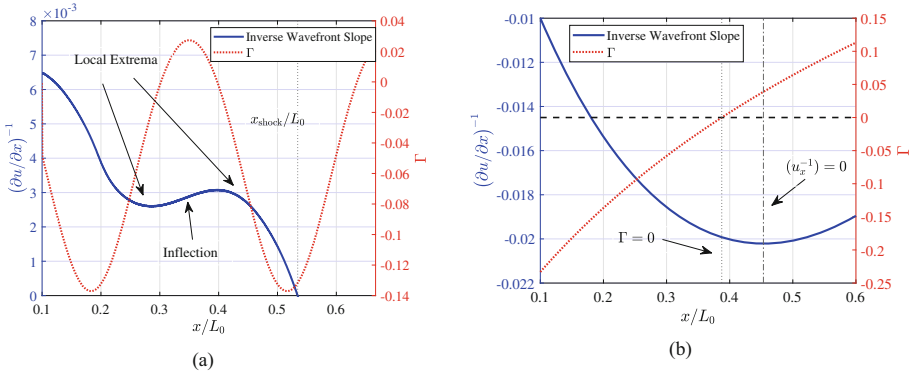 8 ×10⁻³
7
6
5
4
3
2
1
0
(∂u/∂x)⁻¹
Inverse Wavefront Slope
Γ
Local Extrema
x_shock/L₀
Inflection
0.04
0.02
0
-0.02
-0.04
-0.06
-0.08
-0.10
-0.12
-0.14
Γ
0.1 0.2 0.3 0.4 0.5 0.6
x/L₀
(a)
-0.01
-0.012
-0.014
-0.016
-0.018
-0.02
-0.022
(∂u/∂x)⁻¹
Inverse Wavefront Slope
Γ
(u_x⁻¹) = 0
Γ = 0
0.15
0.10
0.05
0
-0.05
-0.1
-0.15
-0.2
-0.25
Γ
0.1 0.2 0.3 0.4 0.5 0.6
x/L₀
(b)